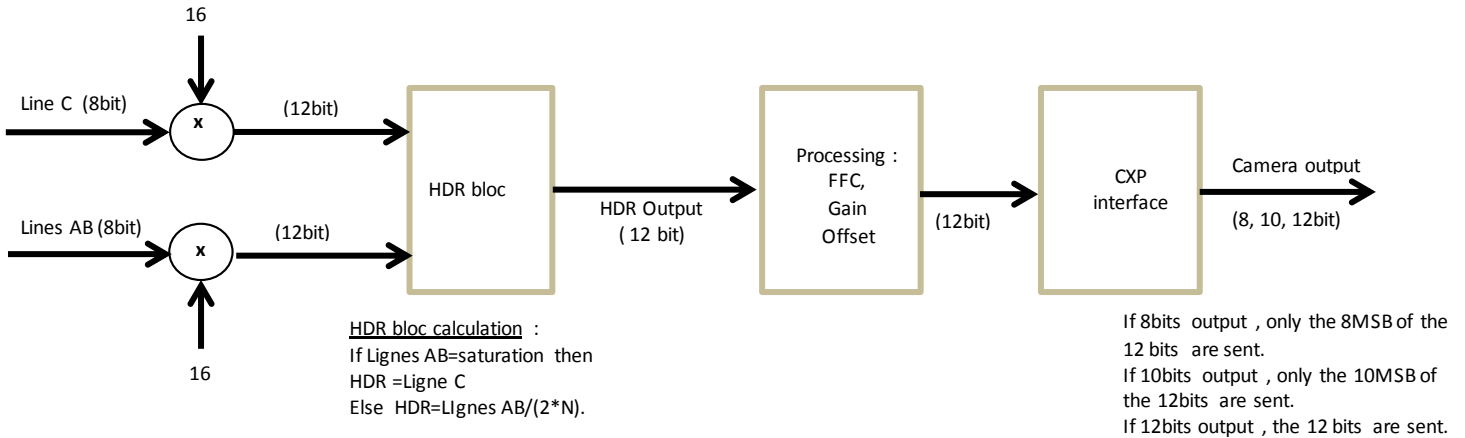 16
Line C (8bit)
x
(12bit)
Lines AB (8bit)
x
(12bit)
16
HDR bloc
HDR Output
( 12 bit)
Processing :
FFC,
Gain
Offset
(12bit)
CXP
interface
Camera output
(8, 10, 12bit)
HDR bloc calculation :
If Lignes AB=saturation then
HDR =Ligne C
Else HDR=LIgnes AB/(2*N).
If 8bits output , only the 8MSB of the
12 bits are sent.
If 10bits output , only the 10MSB of
the 12bits are sent.
If 12bits output , the 12 bits are sent.